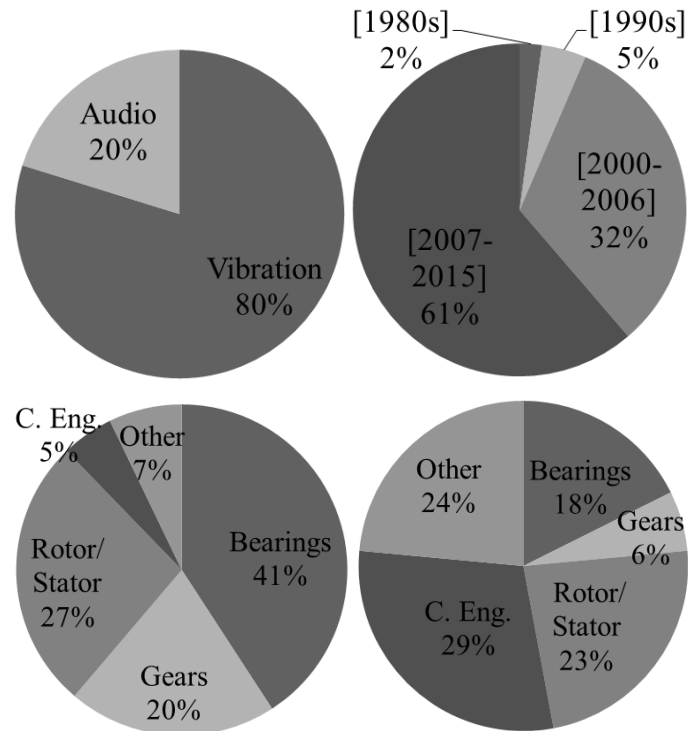 Audio
20%
Vibration
80%
[1980s]
2%
[1990s]
5%
[2000-
2006]
32%
[2007-
2015]
61%
C. Eng.
5%
Other
7%
Bearings
41%
Rotor/
Stator
27%
Gears
20%
Other
24%
Bearings
18%
Gears
6%
C. Eng.
29%
Rotor/
Stator
23%